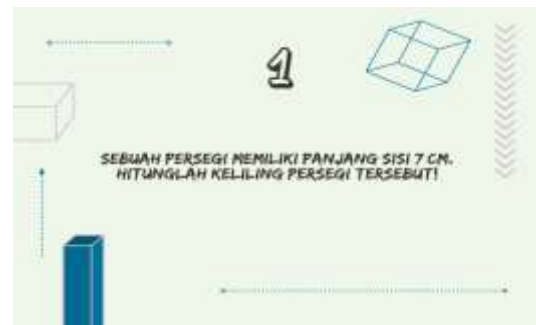 1
SEBUAH PERSEGI MEMILIKI PANJANG SISI 7 CM.
HITUNGLAH KELILING PERSEGI TERSEBUT!